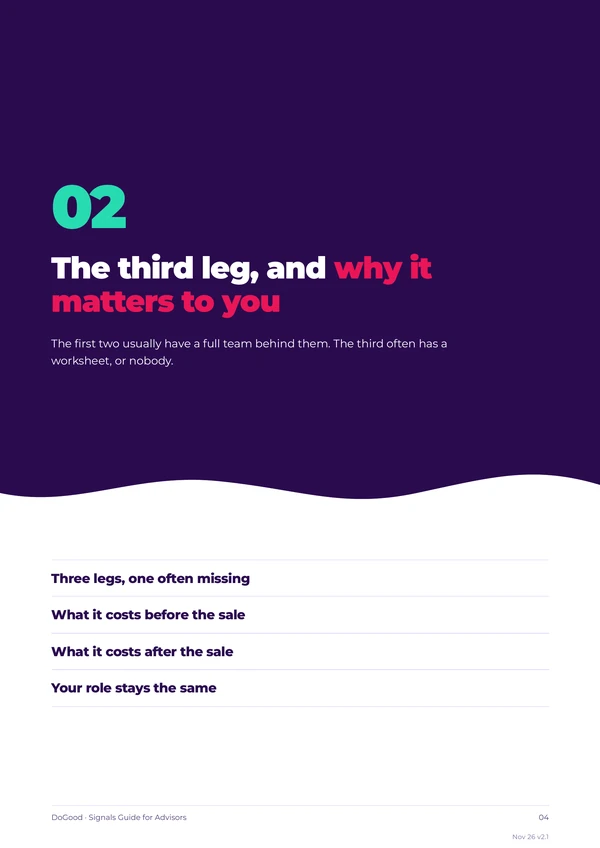 02
The third leg, and why it
matters to you
The first two usually have a full team behind them. The third often has a
worksheet, or nobody.
Three legs, one often missing
What it costs before the sale
What it costs after the sale
Your role stays the same
DoGood · Signals Guide for Advisors
04
Nov 26 v2.1